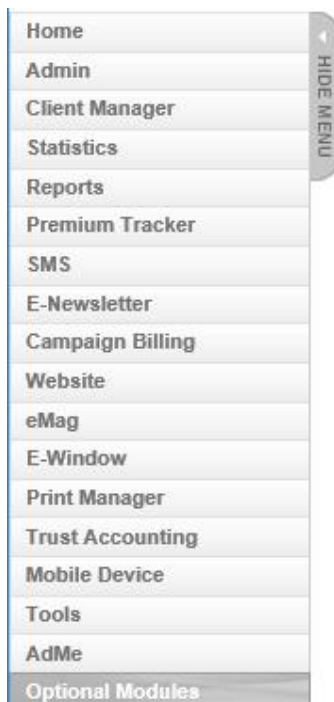 Home
Admin
Client Manager
Statistics
Reports
Premium Tracker
SMS
E-Newsletter
Campaign Billing
Website
eMag
E-Window
Print Manager
Trust Accounting
Mobile Device
Tools
AdMe
Optional Modules
HIDE MENU